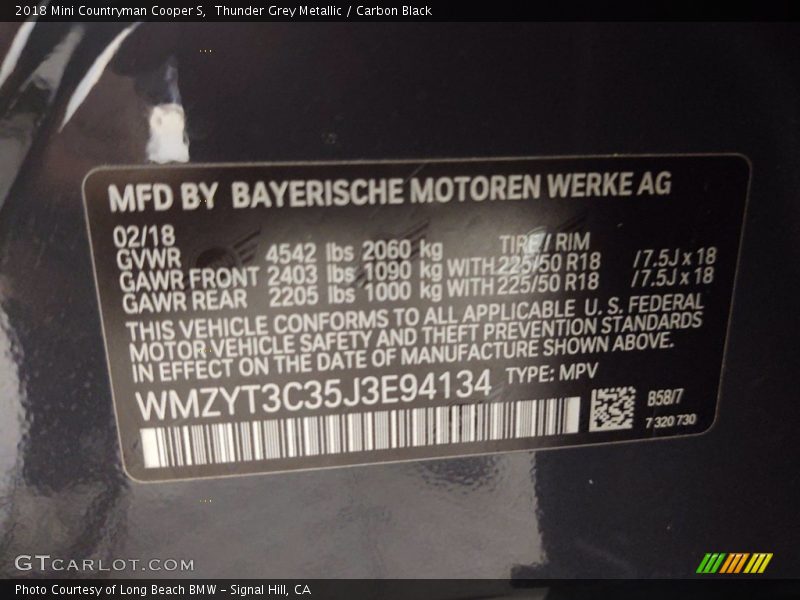 2018 Mini Countryman Cooper S,  Thunder Grey Metallic / Carbon Black
MFD BY BAYERISCHE MOTOREN WERKE AG
02/18 TIRE / RIM
GVWR 4542 lbs 2060 kg
GAWR FRONT 2403 lbs 1090 kg WITH 225/50 R18 /7.5J x 18
GAWR REAR 2205 lbs 1000 kg WITH 225/50 R18 /7.5J x 18
THIS VEHICLE CONFORMS TO ALL APPLICABLE U. S. FEDERAL
MOTOR VEHICLE SAFETY AND THEFT PREVENTION STANDARDS
IN EFFECT ON THE DATE OF MANUFACTURE SHOWN ABOVE.
WMZYT3C35J3E94134 TYPE: MPV
B58/7
7 320 730
GTCARLOT.COM
Photo Courtesy of Long Beach BMW - Signal Hill, CA